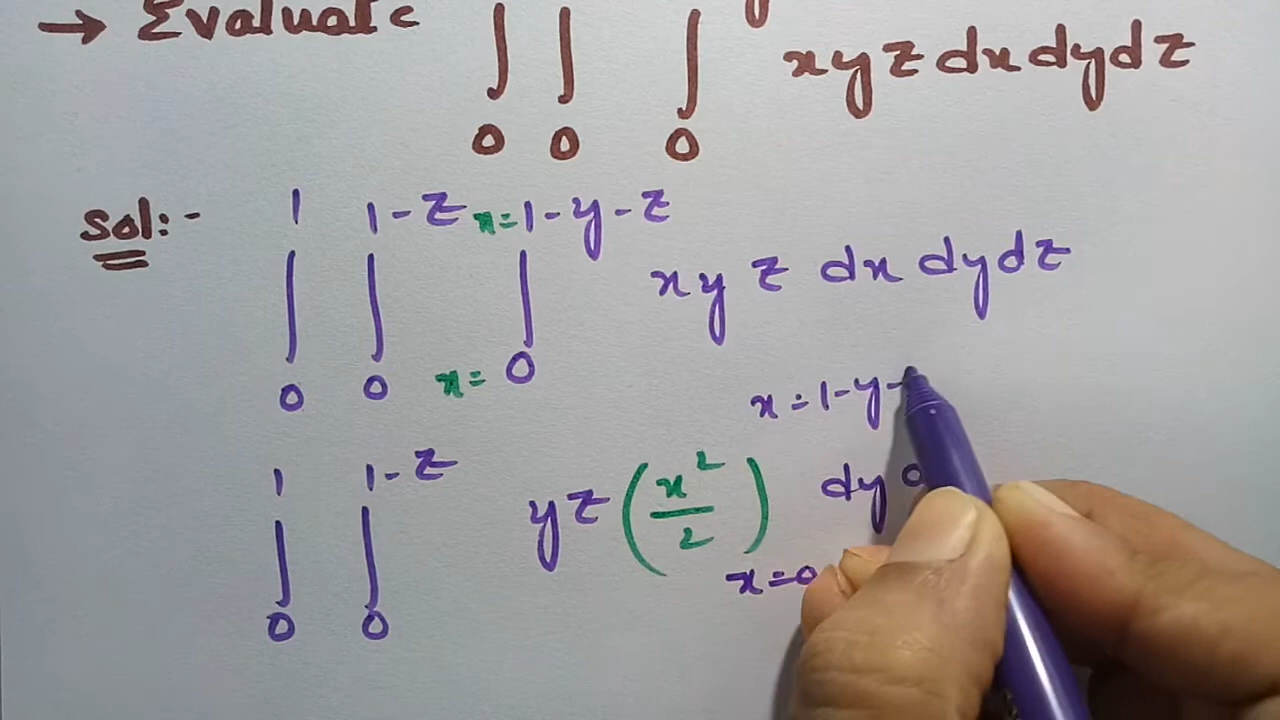 → Evaluate ∫ ∫ ∫ xyz dx dy dz
0 0 0
Sol:-
1 1-z x=1-y-z
∫ ∫ ∫ xyz dx dy dz
0 0 x=0
x=1-y-
1 1-z
∫ ∫ yz (x²/2) dy
0 0 x=0